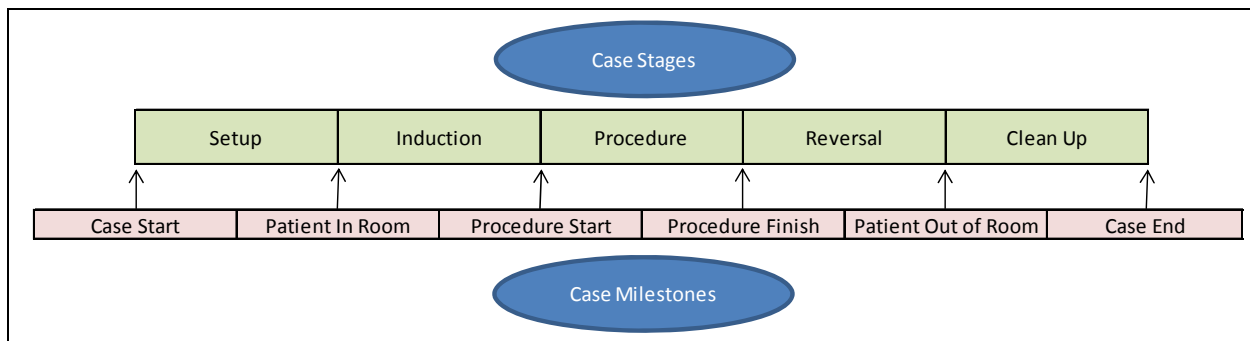 Case Stages
Setup Induction Procedure Reversal Clean Up
Case Start Patient In Room Procedure Start Procedure Finish Patient Out of Room Case End
Case Milestones